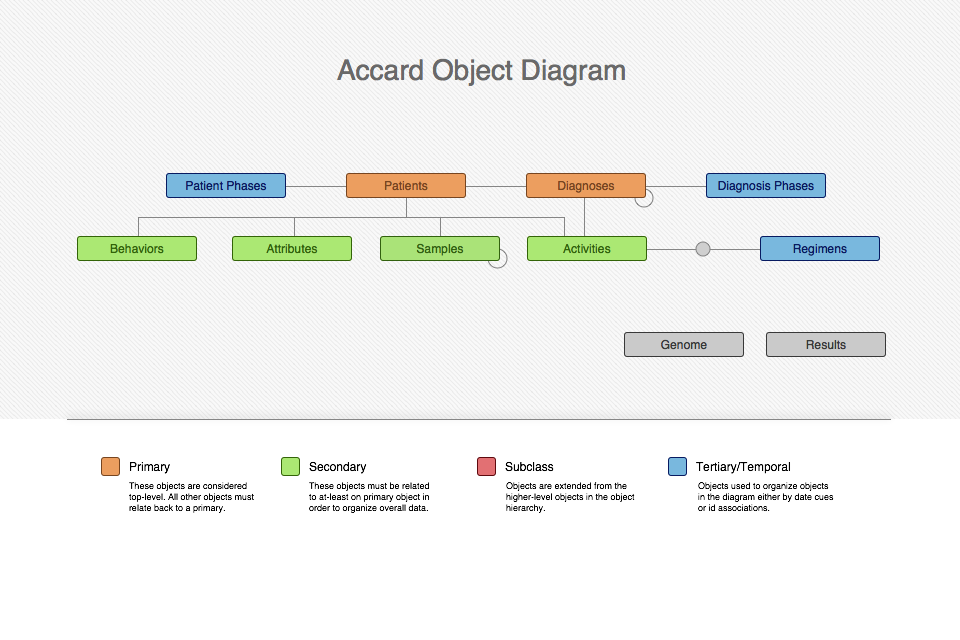 Accard Object Diagram
Patient Phases
Patients
Diagnoses
Diagnosis Phases
Behaviors
Attributes
Samples
Activities
Regimens
Genome
Results
Primary
These objects are considered
top-level. All other objects must
relate back to a primary.
Secondary
These objects must be related
to at-least on primary object in
order to organize overall data.
Subclass
Objects are extended from the
higher-level objects in the object
hierarchy.
Tertiary/Temporal
Objects used to organize objects
in the diagram either by date cues
or id associations.